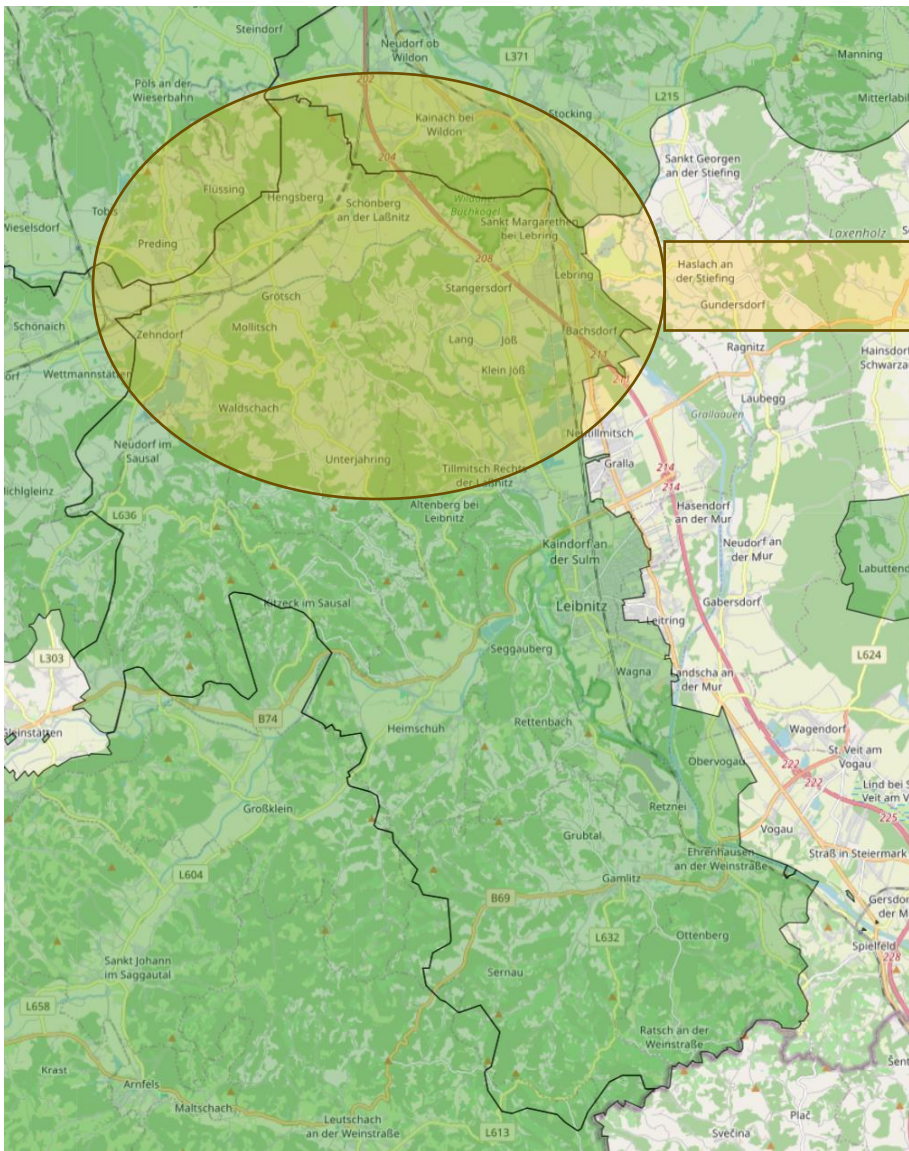 Steindorf
Neudorf ob
Wildon
L371
Manning
Pöls an der
Wieserbahn
202
L215
Mitterlabil
Stocking
Kainach bei
Wildon
204
Sankt Georgen
an der Stiefing
Flüssing
Hengsberg
Schönberg
an der Laßnitz
Wildoner
Buchkogel
Tobis
Wieselsdorf
Sankt Margarethen
bei Lebring
Laxenholz
Preding
208
Lebring
Haslach an
der Stiefing
Stangersdorf
Grötsch
Gundersdorf
Schönaich
Zehndorf
Mollitsch
Lang
Jöß
Bachsdorf
Ragnitz
211
Hainsdorf
Schwarza
Wettmannstätten
Klein Jöß
Laubegg
Waldschach
Grallaauen
Neudorf im
Sausal
Neutillmitsch
Unterjahring
Tillmitsch Rechts
der Laßnitz
Gralla
214
214
L636
Altenberg bei
Leibnitz
Hasendorf
an der Mur
Kaindorf an
der Sulm
Neudorf an
der Mur
Labuttend
Kitzeck im Sausal
Leibnitz
Gabersdorf
Leitring
L303
Seggauberg
L624
Wagna
Landscha an
der Mur
B74
Heimschuh
Rettenbach
Wagendorf
Gleinstätten
St. Veit am
Vogau
Obervogau
222
222
Lind bei S
Veit am V
Großklein
Retznei
225
Grubtal
Vogau
Ehrenhausen
an der Weinstraße
Straß in Steiermark
L604
Gamlitz
B69
Gersdor
der M
L632
Ottenberg
Spielfeld
228
Sankt Johann
im Saggautal
Sernau
L658
Ratsch an der
Weinstraße
Krast
Šent
Arnfels
Maltschach
Leutschach
an der Weinstraße
L613
Plač
Svečina